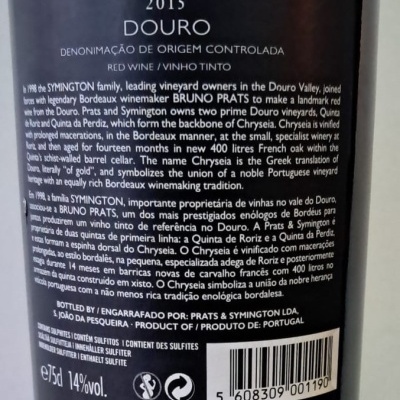 2015
DOURO
DENOMINAÇÃO DE ORIGEM CONTROLADA
RED WINE / VINHO TINTO
In 1998 the SYMINGTON family, leading vineyard owners in the Douro Valley, joined
forces with legendary Bordeaux winemaker BRUNO PRATS to make a landmark red
wine from the Douro. Prats and Symington owns two prime Douro vineyards, Quinta
de Roriz and Quinta da Perdiz, which form the backbone of Chryseia. Chryseia is vinified
with prolonged macerations, in the Bordeaux manner, at the small, specialist winery at
Roriz, and then aged for fourteen months in new 400 litres French oak within the
Quinta's schist-walled barrel cellar. The name Chryseia is the Greek translation of
Douro, literally "of gold", and symbolizes the union of a noble Portuguese vineyard
heritage with an equally rich Bordeaux winemaking tradition.
Em 1998, a família SYMINGTON, importante proprietária de vinhas no vale do Douro,
associou-se a BRUNO PRATS, um dos mais prestigiados enólogos de Bordéus para
juntos produzirem um vinho tinto de referência no Douro. A Prats & Symington é
proprietária de duas quintas de primeira linha: a Quinta de Roriz e a Quinta da Perdiz,
e estas formam a espinha dorsal do Chryseia. O Chryseia é vinificado com macerações
prolongadas, ao estilo bordalês, na pequena, especializada adega de Roriz e posteriormente
estagia durante 14 meses em barricas novas de carvalho francês com 400 litros no
armazém da quinta construído em xisto. O Chryseia simboliza a união da nobre herança
vitícola portuguesa com a não menos rica tradição enológica bordalesa.
BOTTLED BY / ENGARRAFADO POR: PRATS & SYMINGTON LDA,
S. JOÃO DA PESQUEIRA • PRODUCT OF / PRODUTO DE: PORTUGAL
CONTAINS SULPHITES / CONTÉM SULFITOS / CONTIENT DES SULFITES
INNEHÅLLER SULFITER
INDEHOLDER SULFITTER / ENTHÄLT SULFITE
℮75cl 14%vol.
5 608309 001190